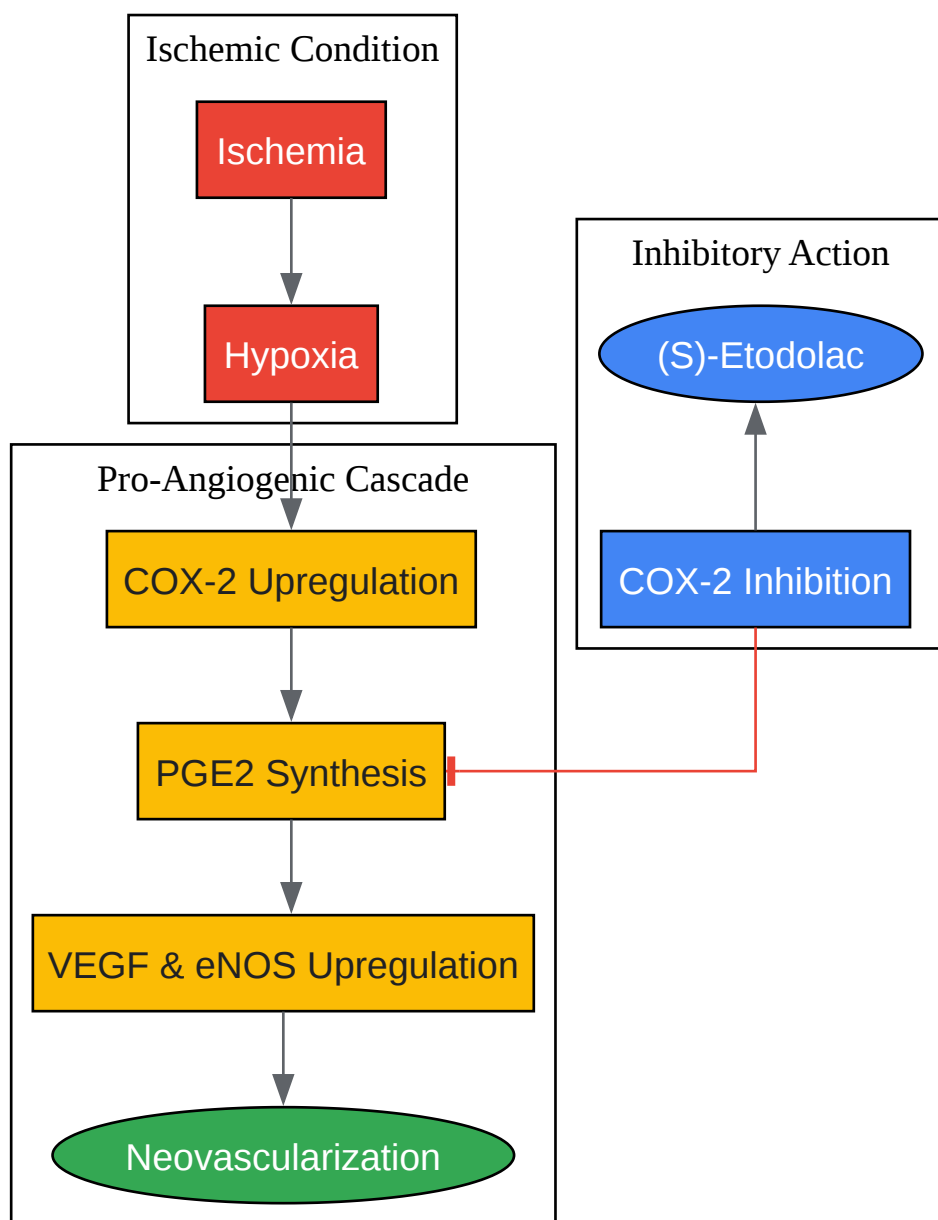 Ischemic Condition
Ischemia
Hypoxia
Inhibitory Action
(S)-Etodolac
COX-2 Inhibition
Pro-Angiogenic Cascade
COX-2 Upregulation
PGE2 Synthesis
VEGF & eNOS Upregulation
Neovascularization